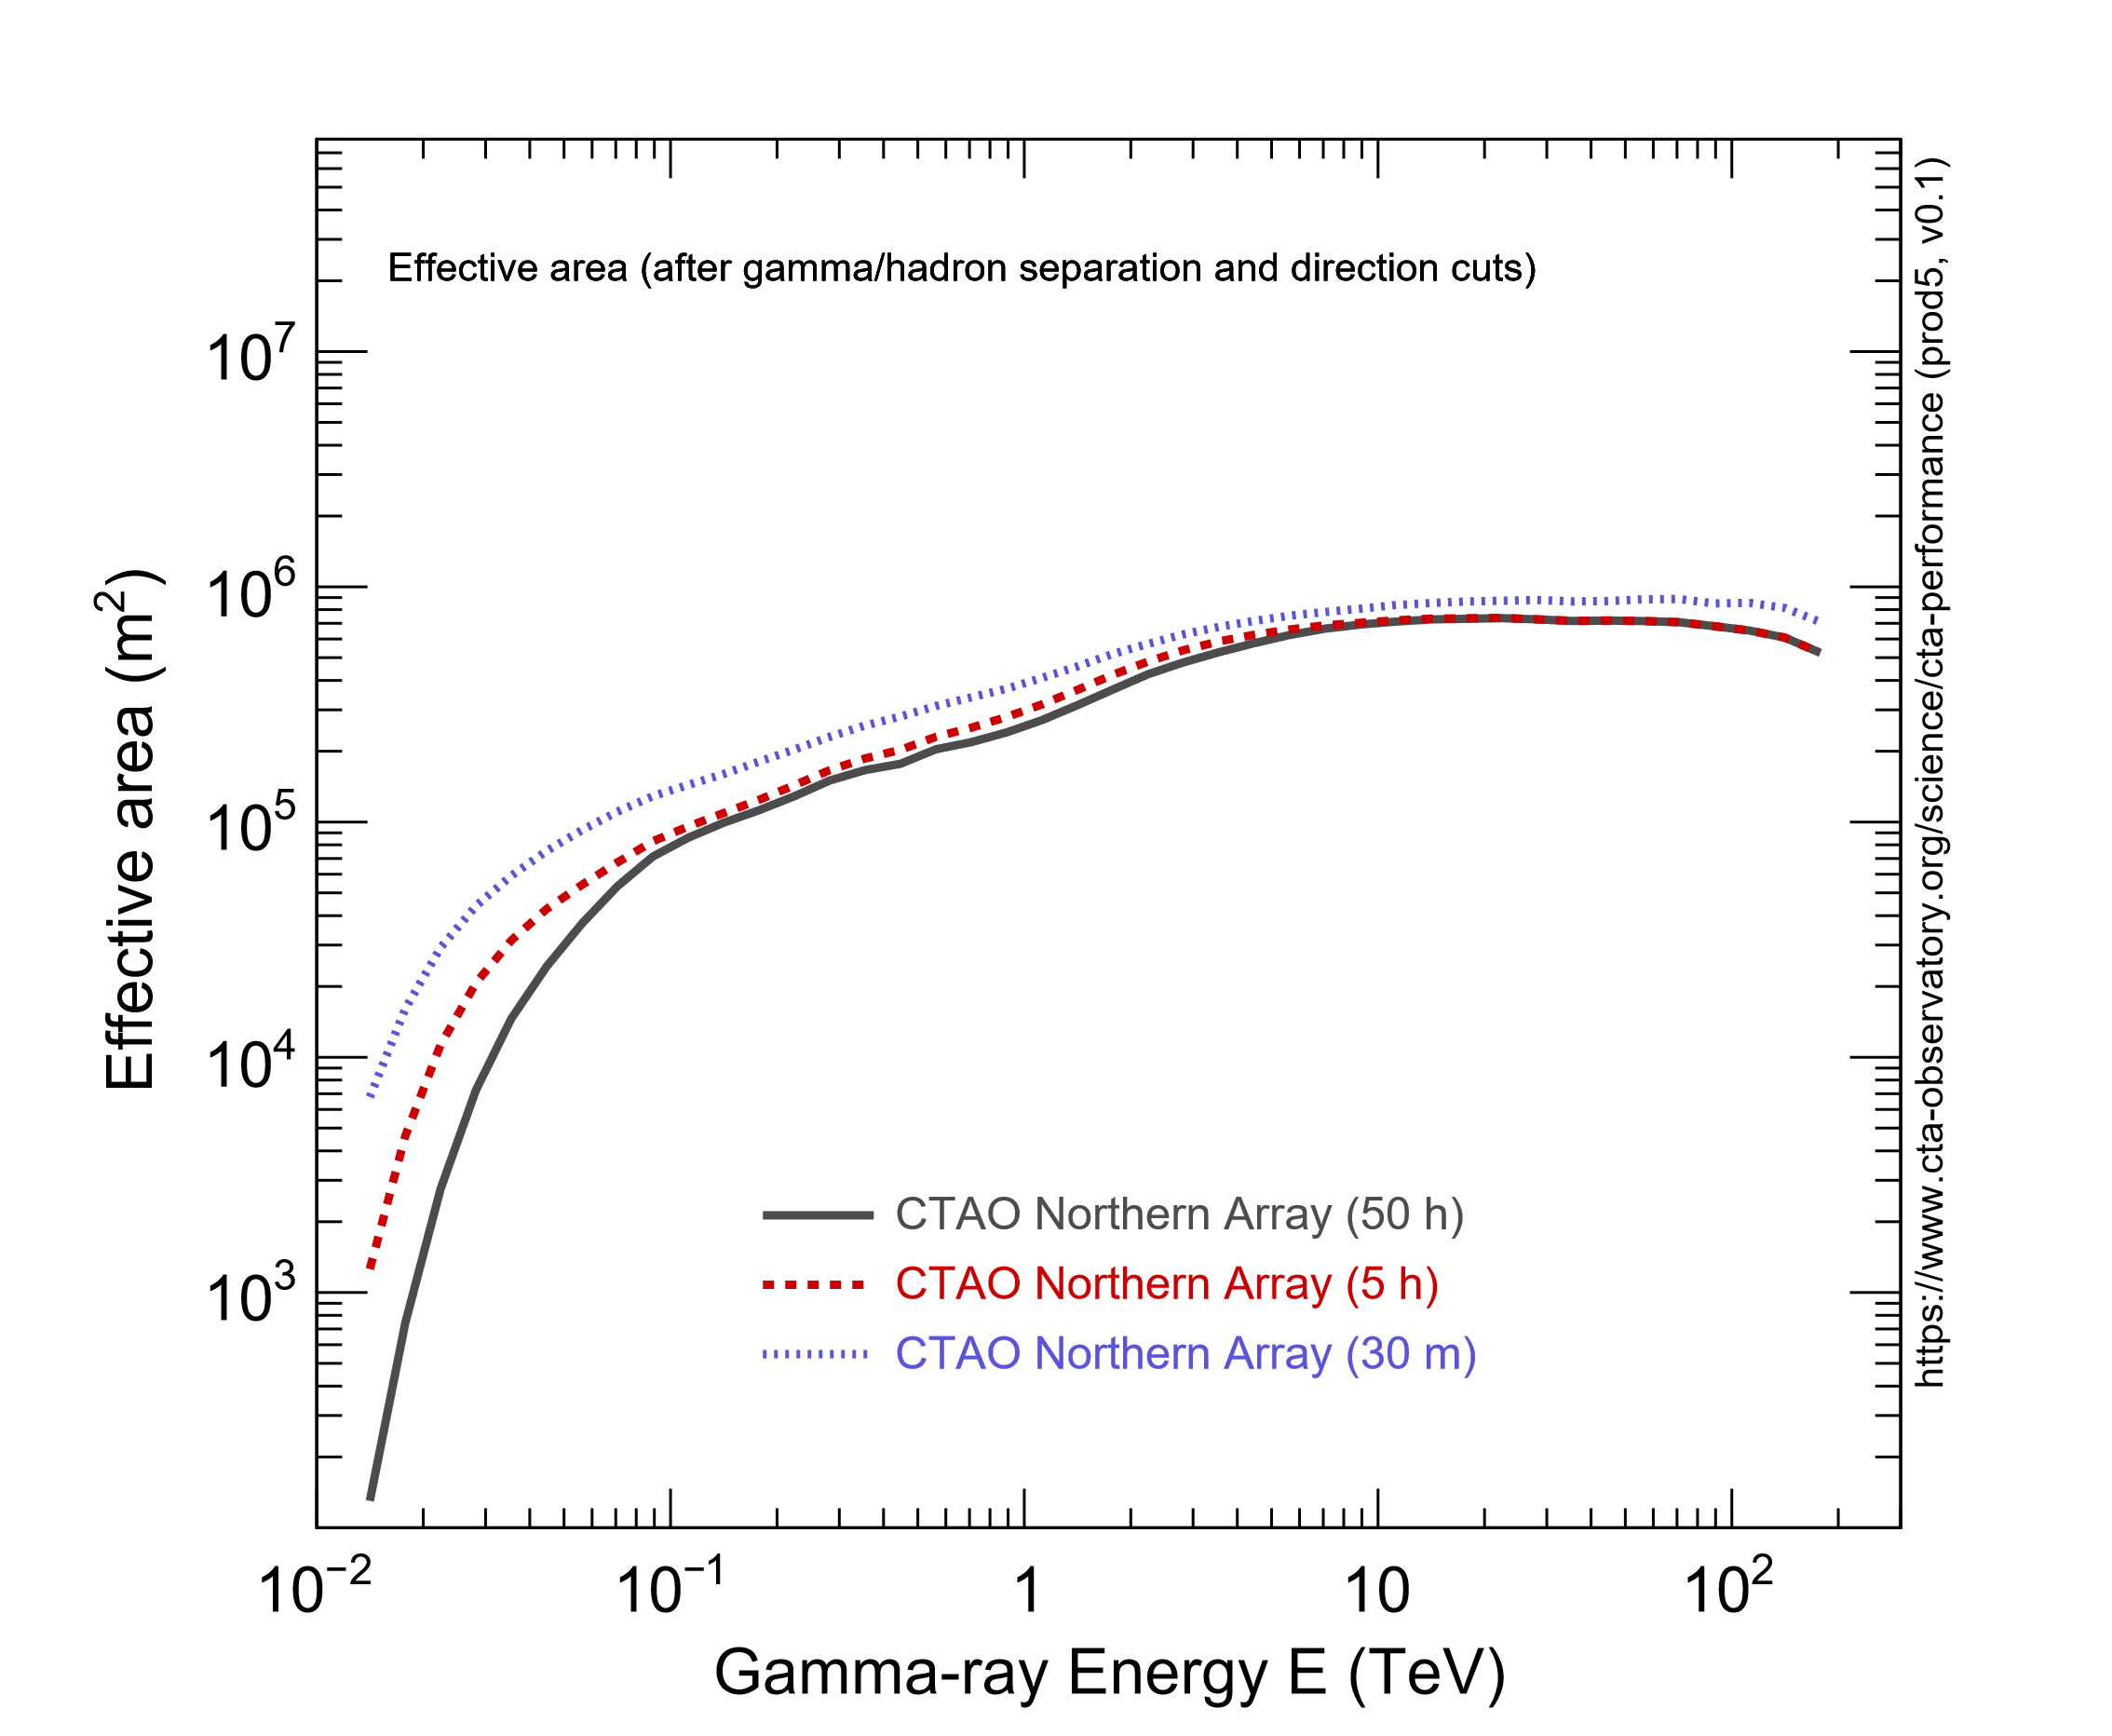 Effective area (after gamma/hadron separation and direction cuts)
Effective area (m²)
10⁷
10⁶
10⁵
10⁴
10³
CTAO Northern Array (50 h)
CTAO Northern Array (5 h)
CTAO Northern Array (30 m)
10⁻² 10⁻¹ 1 10 10²
Gamma-ray Energy E (TeV)
https://www.cta-observatory.org/science/cta-performance (prod5, v0.1)